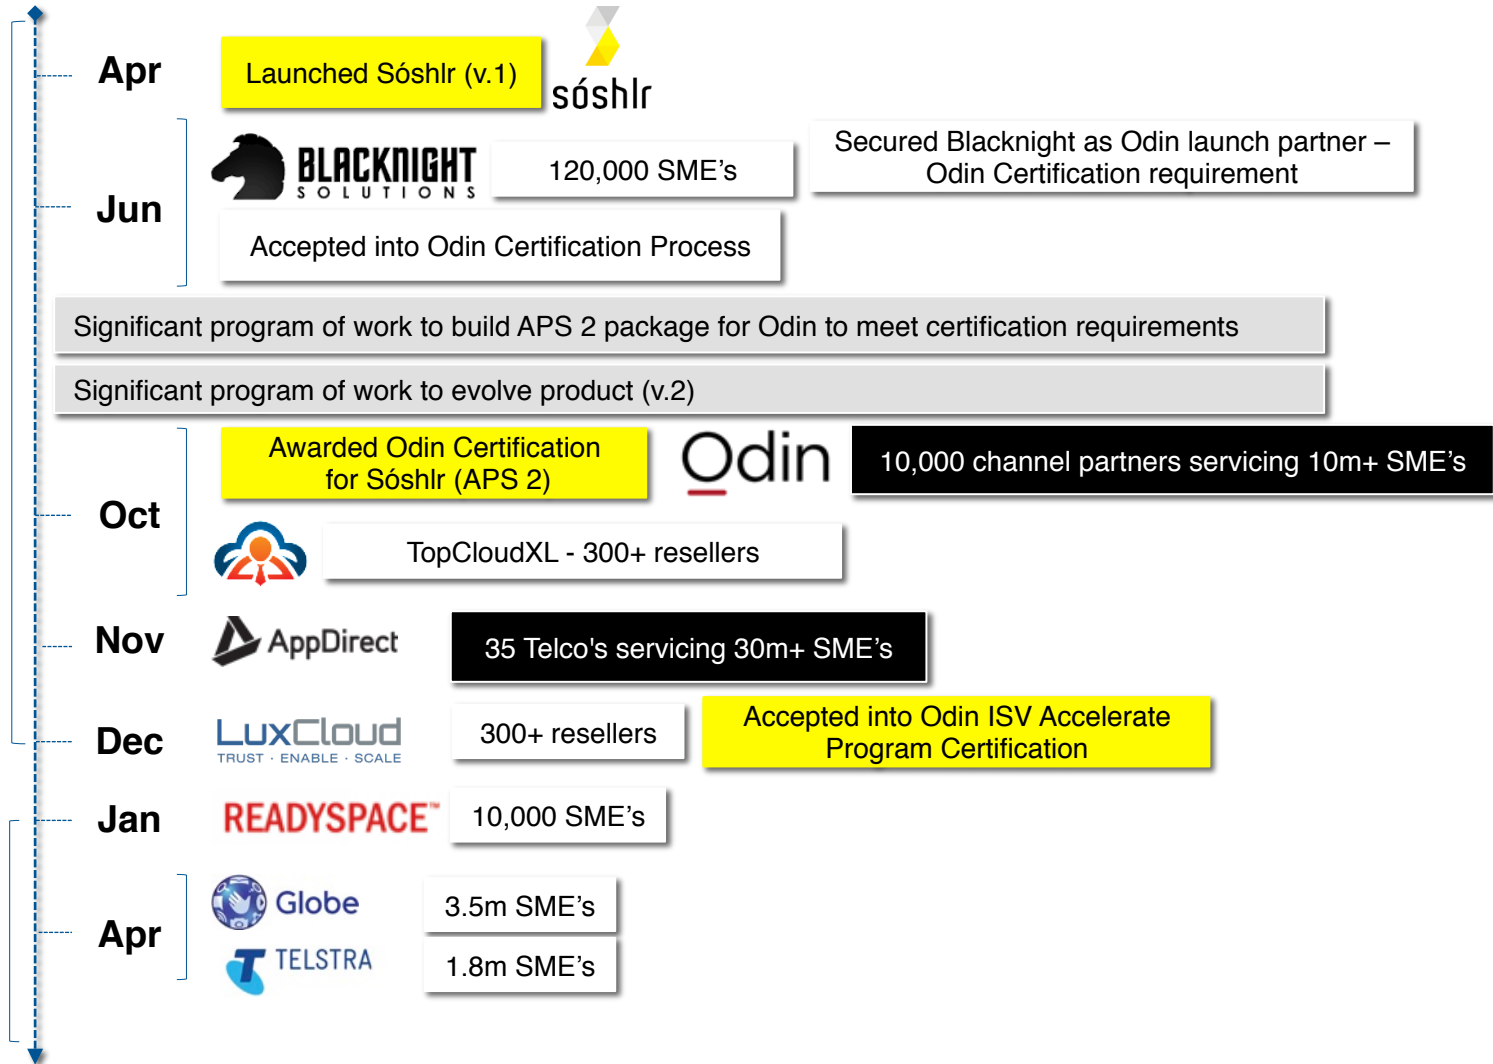 Apr
Launched Sóshlr (v.1)
sóshlr
Jun
BLACKNIGHT
SOLUTIONS
120,000 SME’s
Secured Blacknight as Odin launch partner –
Odin Certification requirement
Accepted into Odin Certification Process
Significant program of work to build APS 2 package for Odin to meet certification requirements
Significant program of work to evolve product (v.2)
Oct
Awarded Odin Certification
for Sóshlr (APS 2)
Odin
10,000 channel partners servicing 10m+ SME’s
TopCloudXL - 300+ resellers
Nov
AppDirect
35 Telco's servicing 30m+ SME’s
Dec
LUXCLOUD
TRUST · ENABLE · SCALE
300+ resellers
Accepted into Odin ISV Accelerate
Program Certification
Jan
READYSPACE™
10,000 SME’s
Apr
Globe
3.5m SME’s
TELSTRA
1.8m SME’s